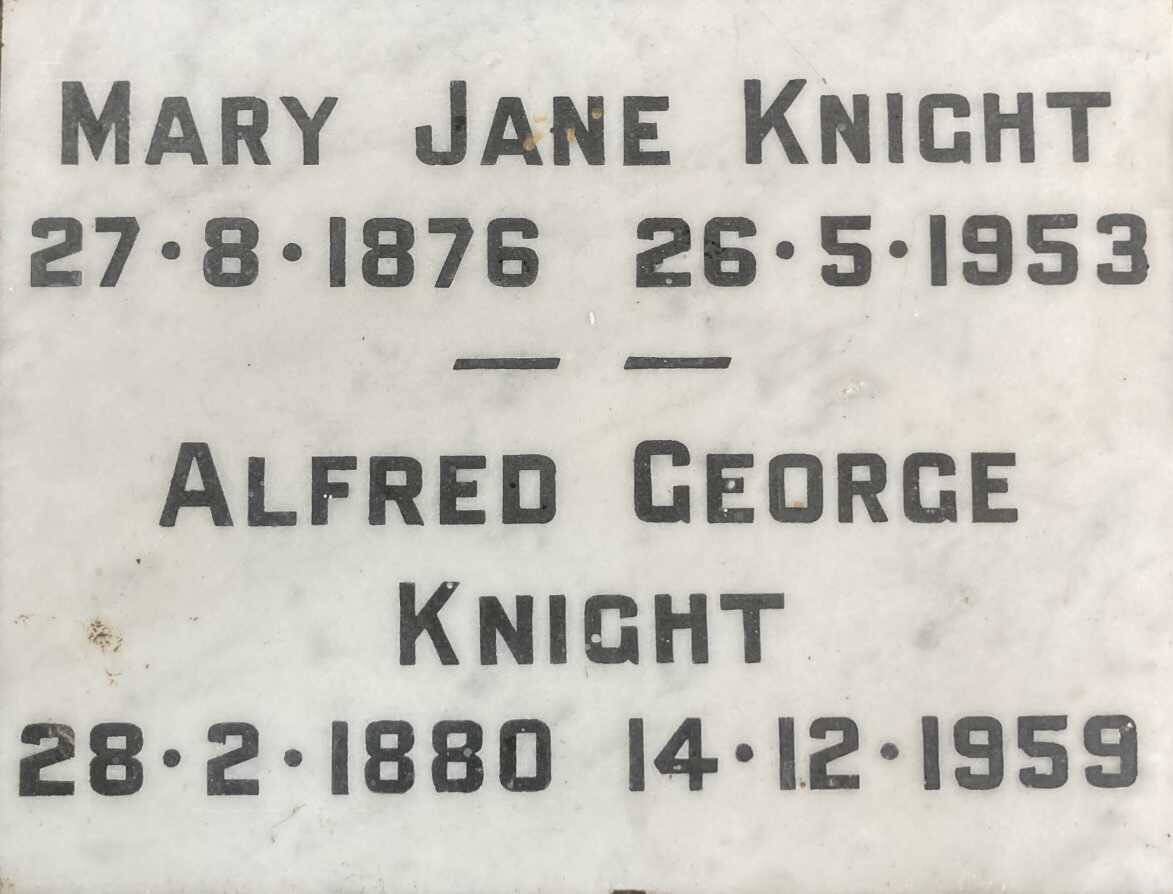 MARY JANE KNIGHT
27·8·1876 26·5·1953
— —
ALFRED GEORGE
KNIGHT
28·2·1880 14·12·1959